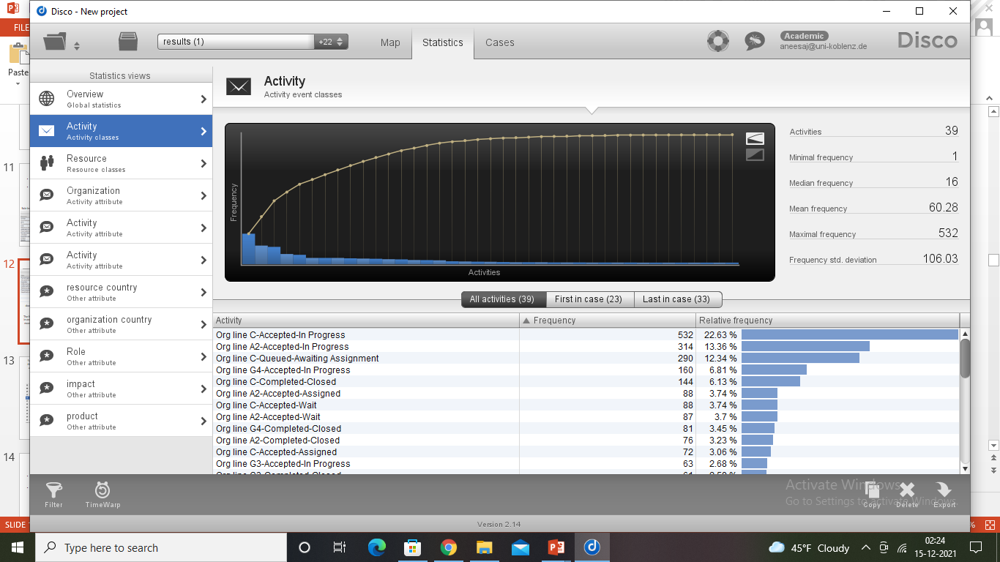 Disco - New project
FILE
Paste
results (1)
+22
Map
Statistics
Cases
Academic
aneesaj@uni-koblenz.de
Disco
Statistics views
Overview
Global statistics
Activity
Activity classes
Resource
Resource classes
Organization
Activity attribute
Activity
Activity attribute
Activity
Activity attribute
resource country
Other attribute
organization country
Other attribute
Role
Other attribute
impact
Other attribute
product
Other attribute
11
12
13
14
Activity
Activity event classes
Frequency
Activities
Activities 39
Minimal frequency 1
Median frequency 16
Mean frequency 60.28
Maximal frequency 532
Frequency std. deviation 106.03
All activities (39) First in case (23) Last in case (33)
Activity Frequency Relative frequency
Org line C-Accepted-In Progress 532 22.63 %
Org line A2-Accepted-In Progress 314 13.36 %
Org line C-Queued-Awaiting Assignment 290 12.34 %
Org line G4-Accepted-In Progress 160 6.81 %
Org line C-Completed-Closed 144 6.13 %
Org line A2-Accepted-Assigned 88 3.74 %
Org line C-Accepted-Wait 88 3.74 %
Org line A2-Accepted-Wait 87 3.7 %
Org line G4-Completed-Closed 81 3.45 %
Org line A2-Completed-Closed 76 3.23 %
Org line C-Accepted-Assigned 72 3.06 %
Org line G3-Accepted-In Progress 63 2.68 %
Filter
TimeWarp
Activate Windows
Go to Settings to activate Windows.
Copy
Delete
Export
SLIDE
%
Version 2.14
Type here to search
45°F Cloudy
02:24
15-12-2021